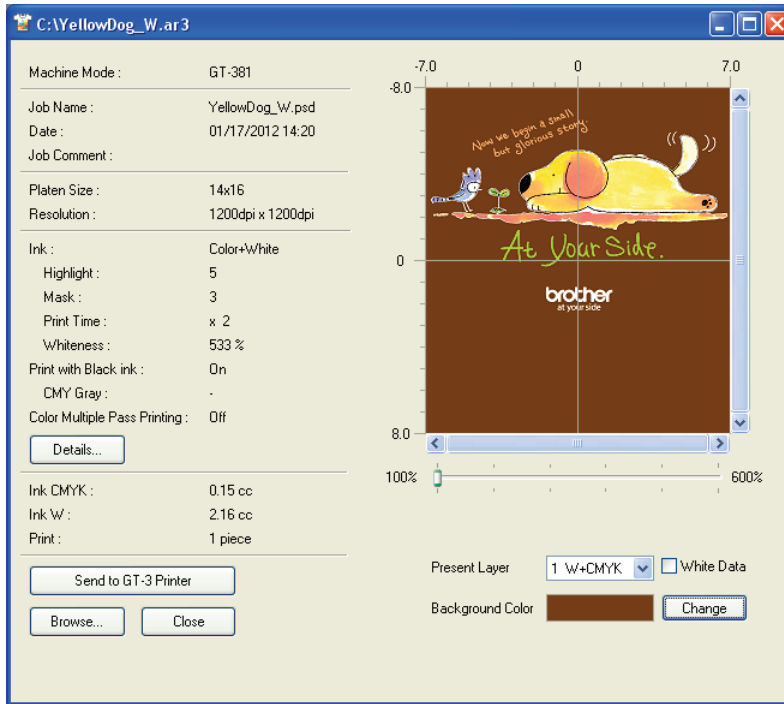 C:\YellowDog_W.ar3
Machine Mode : GT-381
Job Name : YellowDog_W.psd
Date : 01/17/2012 14:20
Job Comment :
Platen Size : 14x16
Resolution : 1200dpi x 1200dpi
Ink : Color+White
Highlight : 5
Mask : 3
Print Time : x 2
Whiteness : 533 %
Print with Black ink : On
CMY Gray : -
Color Multiple Pass Printing : Off
Details...
Ink CMYK : 0.15 cc
Ink W : 2.16 cc
Print : 1 piece
Send to GT-3 Printer
Browse... Close
-7.0 0 7.0
-8.0
Now we begin a small
but glorious story.
At Your Side.
0
brother
at your side
8.0
100% 600%
Present Layer 1 W+CMYK White Data
Background Color Change